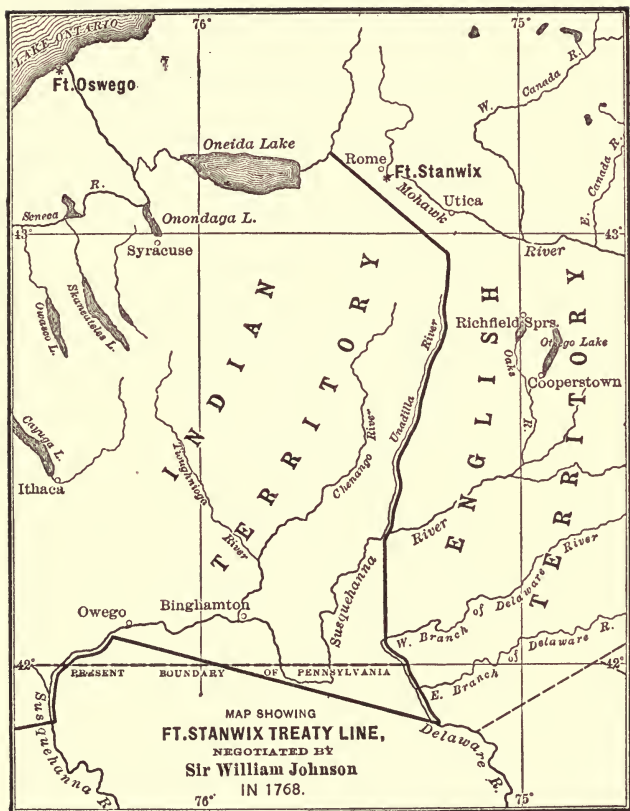 76°
75°
LAKE ONTARIO
Ft. Oswego
W. Canada R.
E. Canada R.
Oneida Lake
Rome
Ft. Stanwix
Mohawk
Utica
River
Seneca R.
Onondaga L.
43°
43°
Syracuse
Owasco L.
Skaneateles L.
INDIAN
TERRITORY
ENGLISH
TERRITORY
Richfield Sprs.
Otsego Lake
Oaks R.
Cooperstown
Unadilla River
Chenango River
Tioughnioga River
Cayuga L.
Ithaca
Susquehanna River
W. Branch of Delaware River
Owego
Binghamton
42°
42°
PRESENT BOUNDARY OF PENNSYLVANIA
E. Branch of Delaware R.
Susquehanna R.
Delaware R.
MAP SHOWING
FT. STANWIX TREATY LINE,
NEGOTIATED BY
Sir William Johnson
IN 1768.
76°
75°